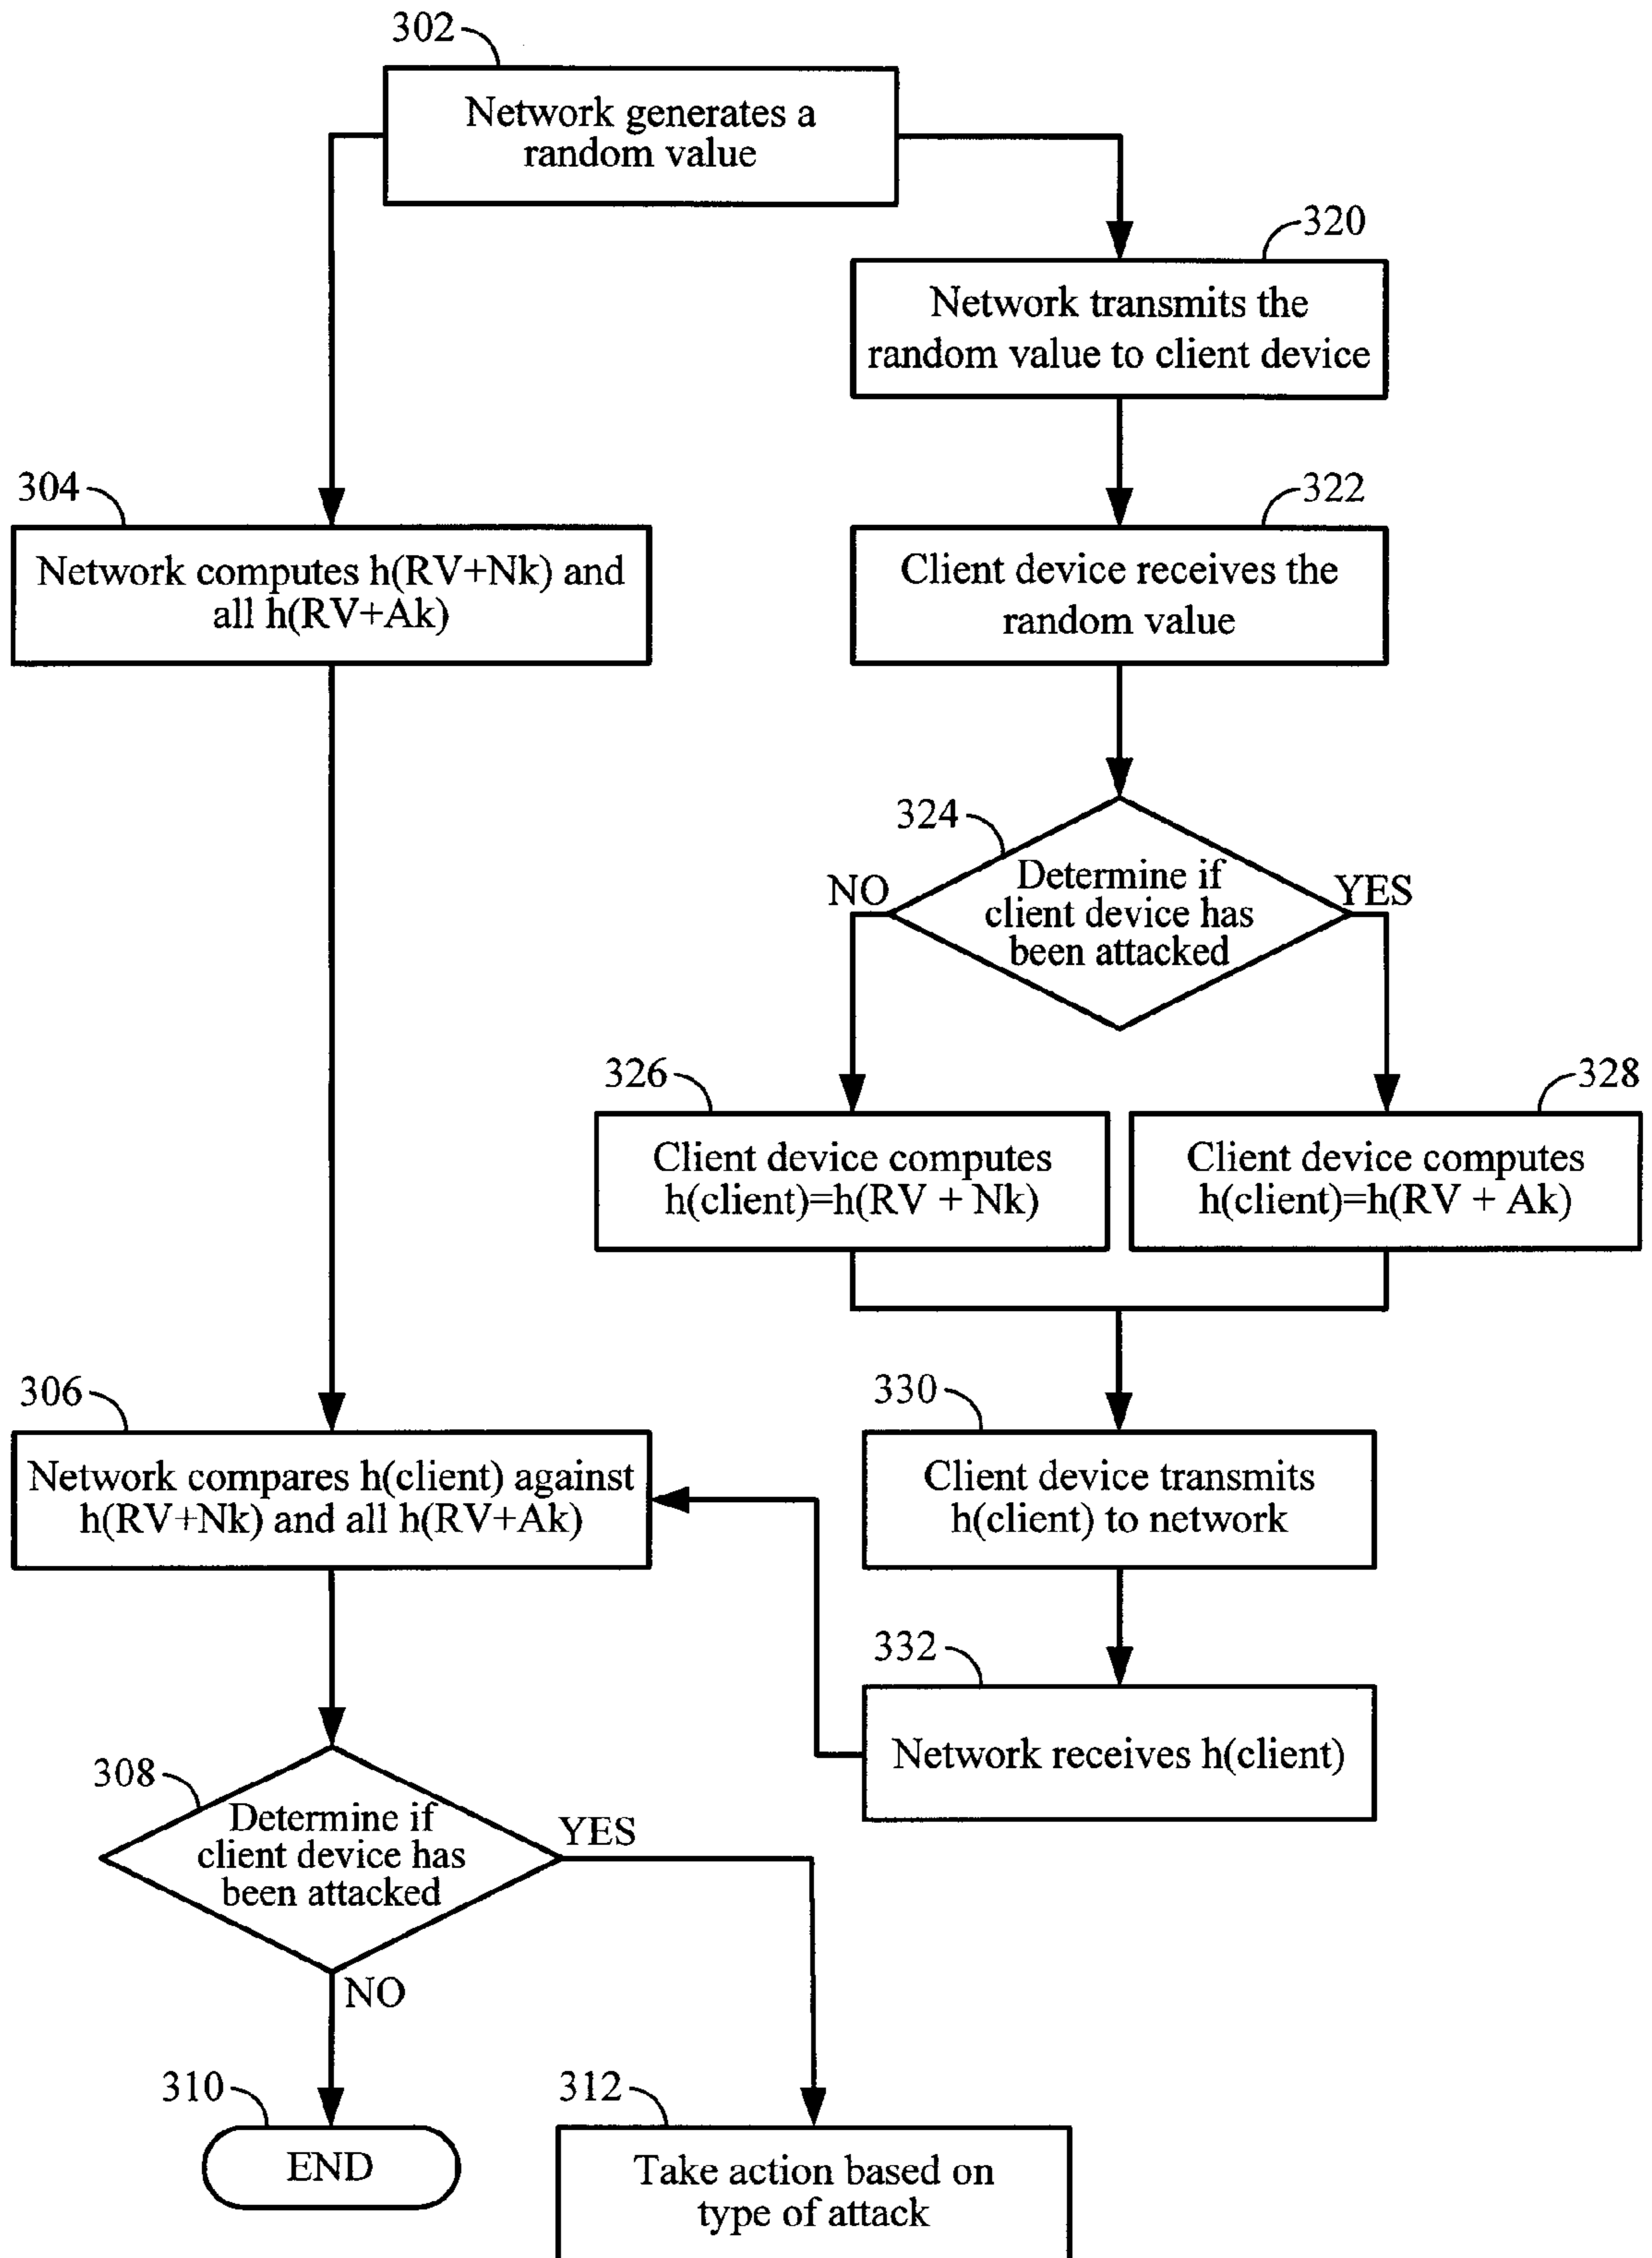 302
Network generates a
random value
320
Network transmits the
random value to client device
304
Network computes h(RV+Nk) and
all h(RV+Ak)
322
Client device receives the
random value
324
NO
Determine if
client device has
been attacked
YES
326
Client device computes
h(client)=h(RV + Nk)
328
Client device computes
h(client)=h(RV + Ak)
306
Network compares h(client) against
h(RV+Nk) and all h(RV+Ak)
330
Client device transmits
h(client) to network
332
Network receives h(client)
308
Determine if
client device has
been attacked
YES
NO
310
END
312
Take action based on
type of attack